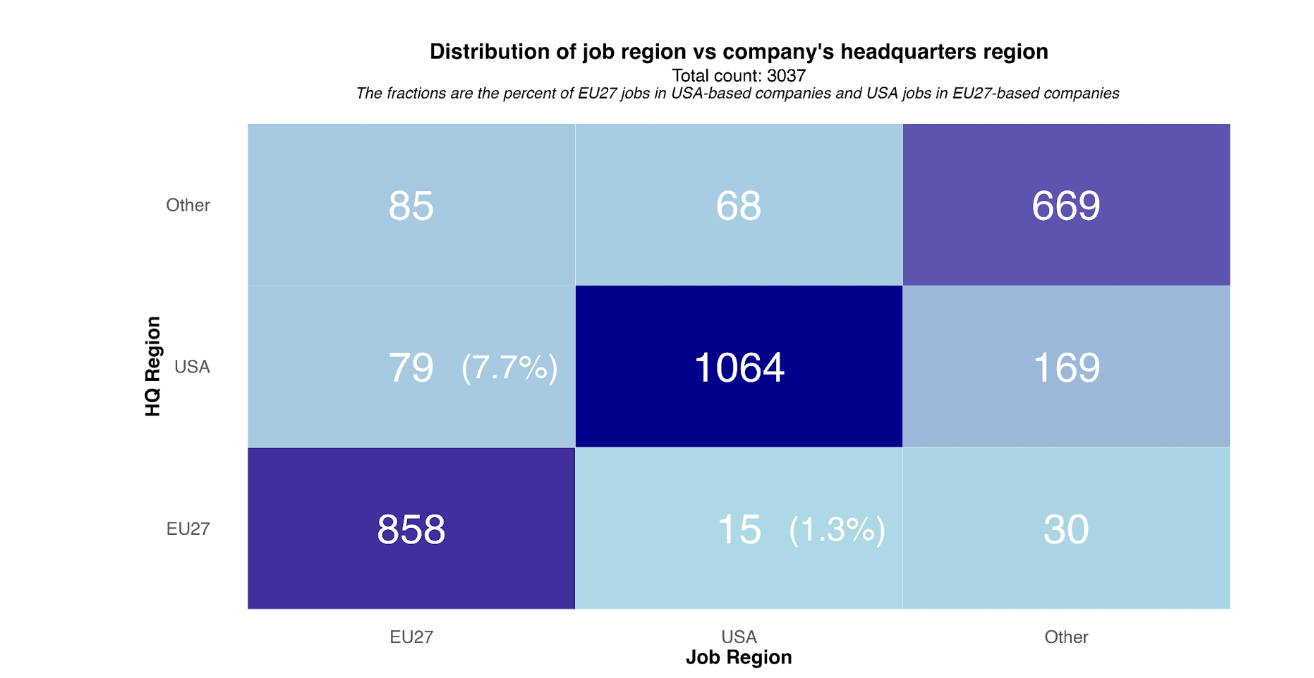 Distribution of job region vs company's headquarters region
Total count: 3037
The fractions are the percent of EU27 jobs in USA-based companies and USA jobs in EU27-based companies
Other
85
68
669
HQ Region
USA
79 (7.7%)
1064
169
EU27
858
15 (1.3%)
30
EU27
USA
Other
Job Region